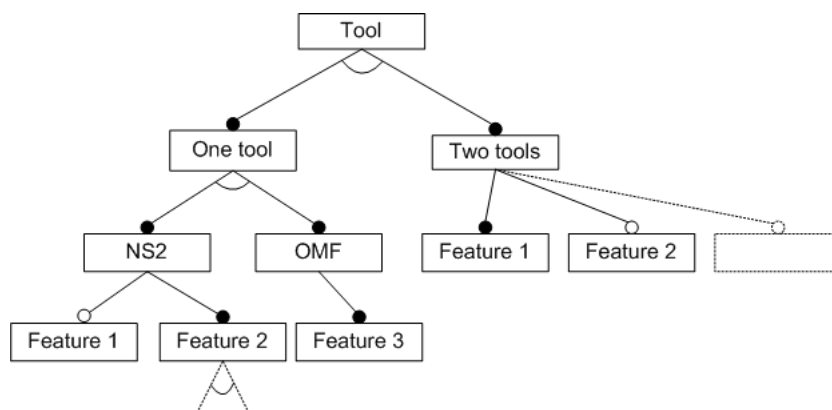 Tool
One tool
Two tools
NS2
OMF
Feature 1
Feature 2
Feature 1
Feature 2
Feature 3